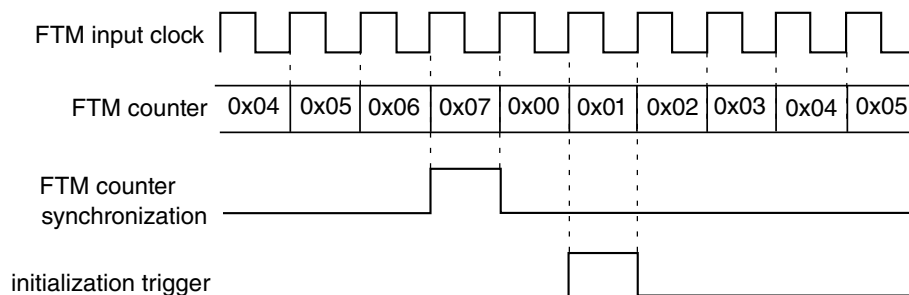 FTM input clock
FTM counter 0x04 0x05 0x06 0x07 0x00 0x01 0x02 0x03 0x04 0x05
FTM counter
synchronization
initialization trigger